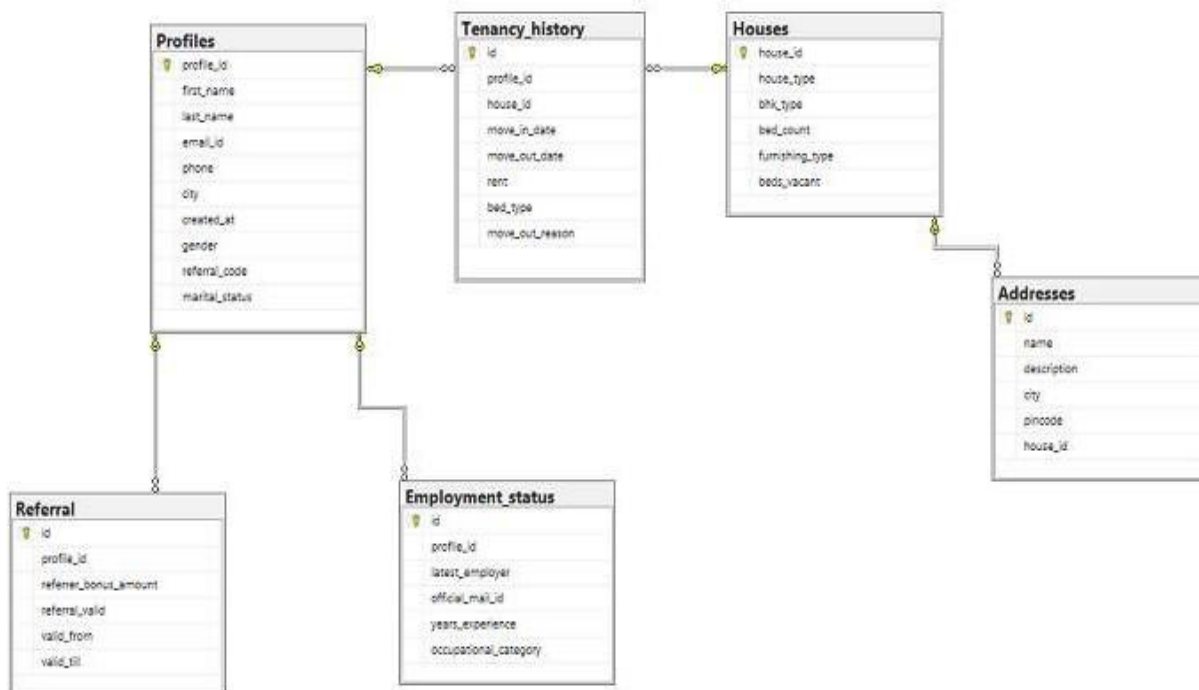 Profiles
profile_id
first_name
last_name
email_id
phone
city
created_at
gender
referral_code
marital_status
Tenancy_history
id
profile_id
house_id
move_in_date
move_out_date
rent
bed_type
move_out_reason
Houses
house_id
house_type
bhk_type
bed_count
furnishing_type
beds_vacant
Addresses
id
name
description
city
pincode
house_id
Referral
id
profile_id
referrer_bonus_amount
referral_valid
valid_from
valid_till
Employment_status
id
profile_id
latest_employer
official_mail_id
years_experience
occupational_category